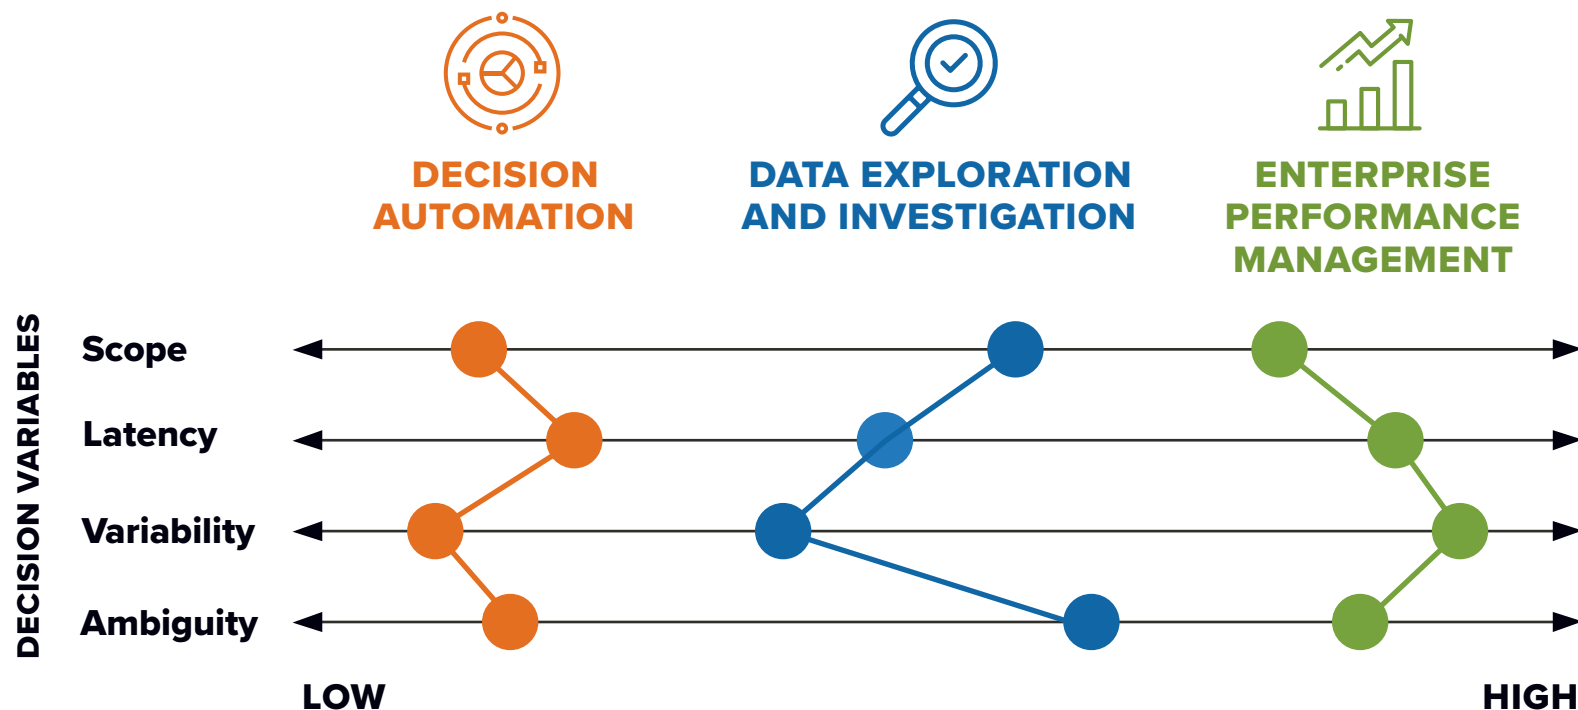 DECISION
AUTOMATION
DATA EXPLORATION
AND INVESTIGATION
ENTERPRISE
PERFORMANCE
MANAGEMENT
DECISION VARIABLES
Scope
Latency
Variability
Ambiguity
LOW
HIGH